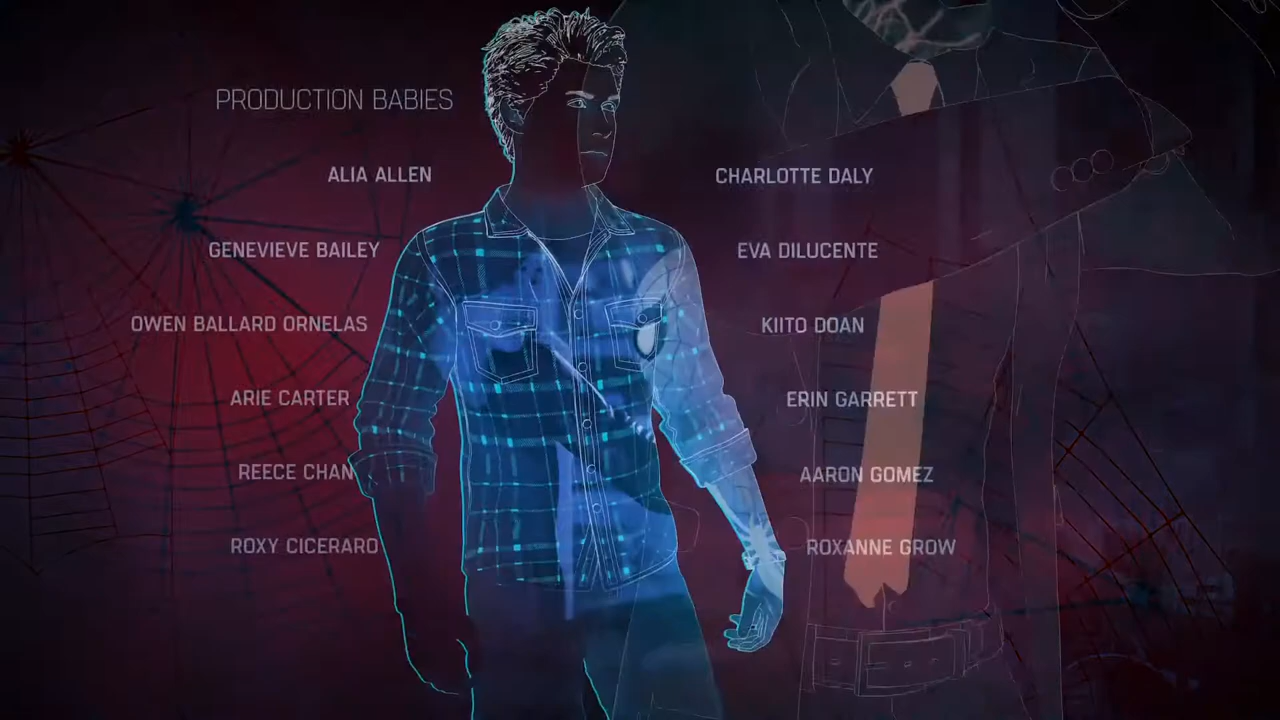 PRODUCTION BABIES
ALIA ALLEN
GENEVIEVE BAILEY
OWEN BALLARD ORNELAS
ARIE CARTER
REECE CHAN
ROXY CICERARO
CHARLOTTE DALY
EVA DILUCENTE
KIITO DOAN
ERIN GARRETT
AARON GOMEZ
ROXANNE GROW